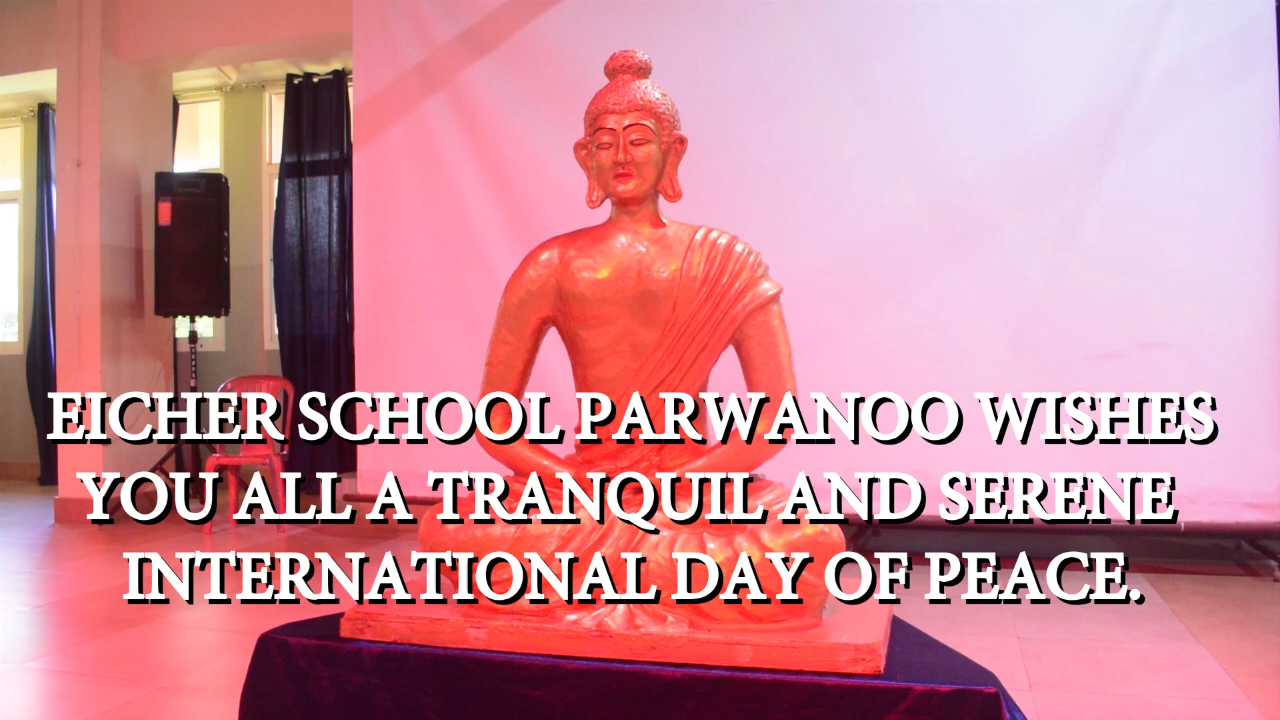 EICHER SCHOOL PARWANOO WISHES
YOU ALL A TRANQUIL AND SERENE
INTERNATIONAL DAY OF PEACE.